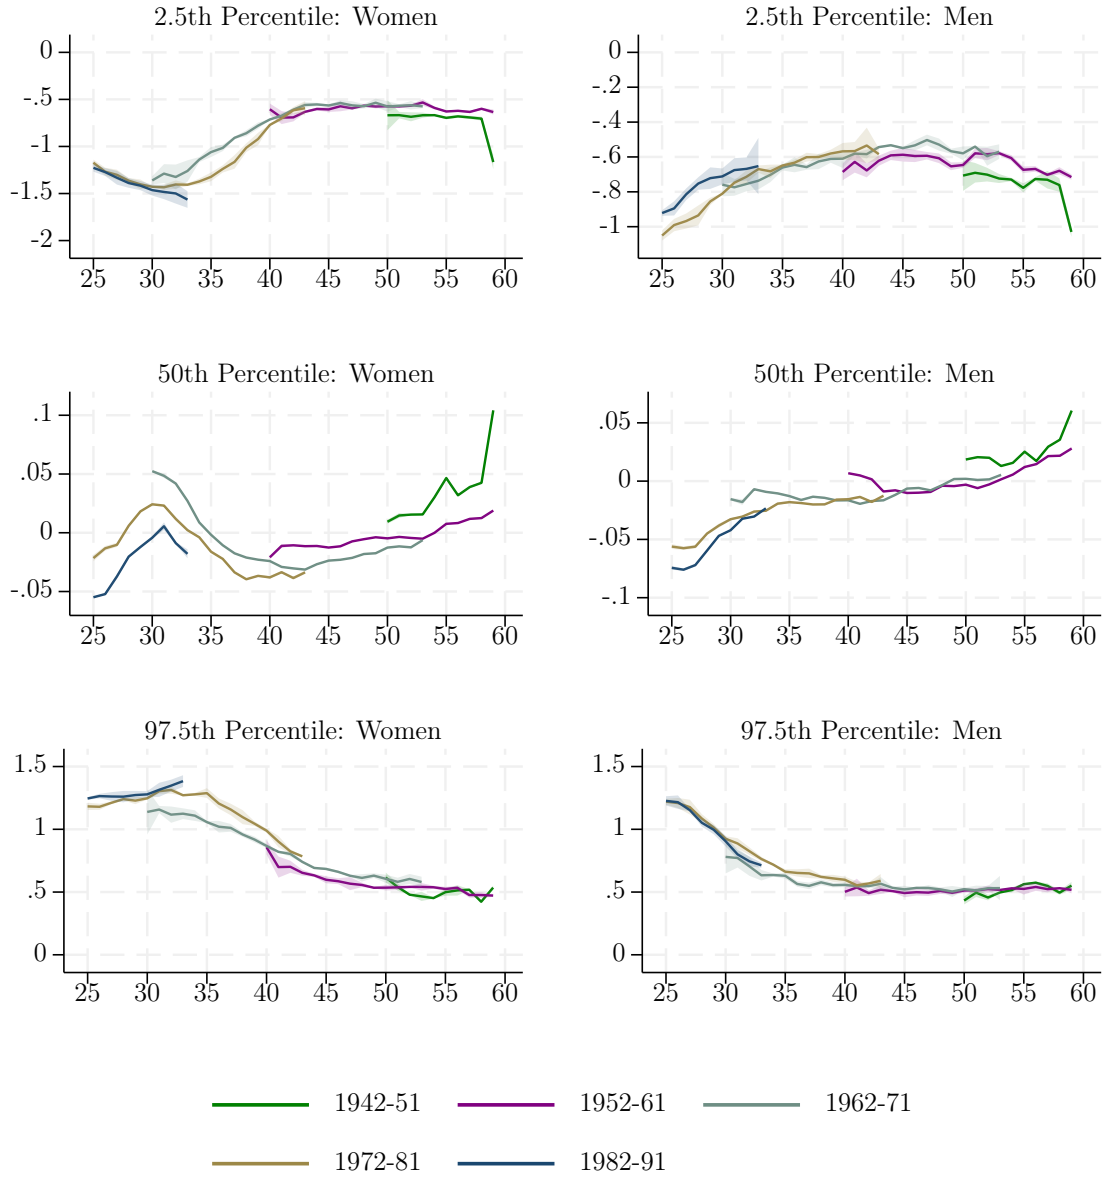 2.5th Percentile: Women
0
-.5
-1
-1.5
-2
25 30 35 40 45 50 55 60
2.5th Percentile: Men
0
-.2
-.4
-.6
-.8
-1
25 30 35 40 45 50 55 60
50th Percentile: Women
.1
.05
0
-.05
25 30 35 40 45 50 55 60
50th Percentile: Men
.05
0
-.05
-.1
25 30 35 40 45 50 55 60
97.5th Percentile: Women
1.5
1
.5
0
25 30 35 40 45 50 55 60
97.5th Percentile: Men
1.5
1
.5
0
25 30 35 40 45 50 55 60
1942-51 1952-61 1962-71
1972-81 1982-91